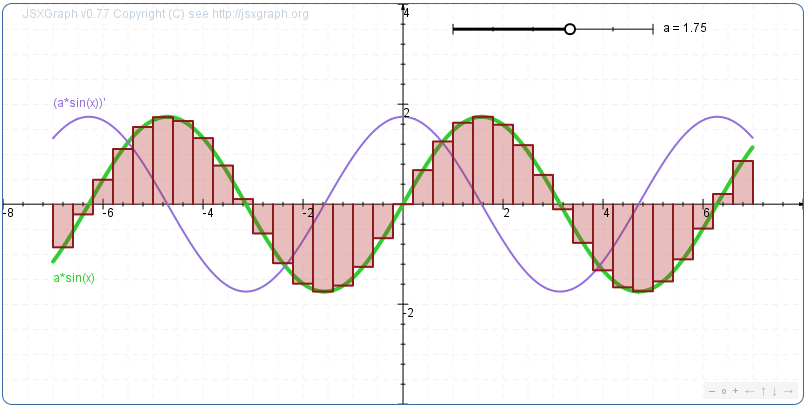 JSXGraph v0.77 Copyright (C) see http://jsxgraph.org
4
a = 1.75
(a*sin(x))'
2
-8
-6
-4
-2
2
4
6
a*sin(x)
-2
– o + ← ↑ ↓ →